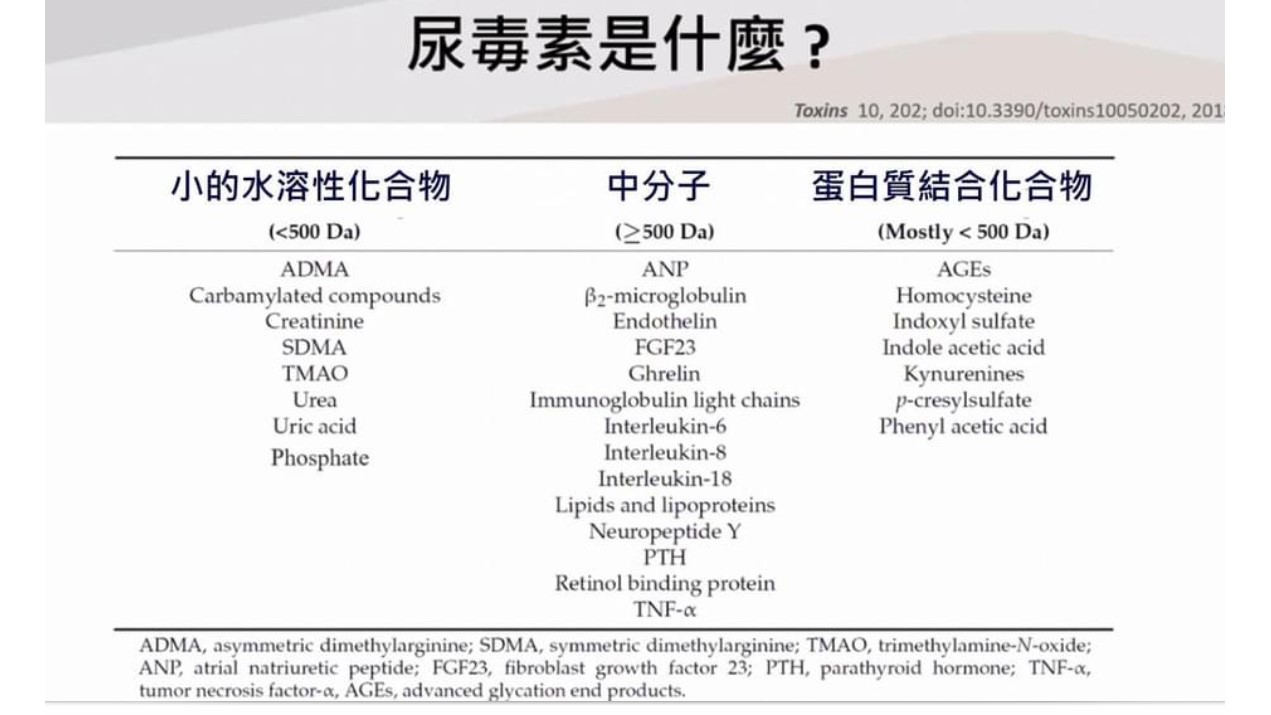 尿毒素是什麼?
Toxins 10, 202; doi:10.3390/toxins10050202, 201
小的水溶性化合物 中分子 蛋白質結合化合物
(<500 Da) (≥500 Da) (Mostly < 500 Da)
ADMA ANP AGEs
Carbamylated compounds β2-microglobulin Homocysteine
Creatinine Endothelin Indoxyl sulfate
SDMA FGF23 Indole acetic acid
TMAO Ghrelin Kynurenines
Urea Immunoglobulin light chains p-cresylsulfate
Uric acid Interleukin-6 Phenyl acetic acid
Phosphate Interleukin-8
Interleukin-18
Lipids and lipoproteins
Neuropeptide Y
PTH
Retinol binding protein
TNF-α
ADMA, asymmetric dimethylarginine; SDMA, symmetric dimethylarginine; TMAO, trimethylamine-N-oxide;
ANP, atrial natriuretic peptide; FGF23, fibroblast growth factor 23; PTH, parathyroid hormone; TNF-α,
tumor necrosis factor-α, AGEs, advanced glycation end products.